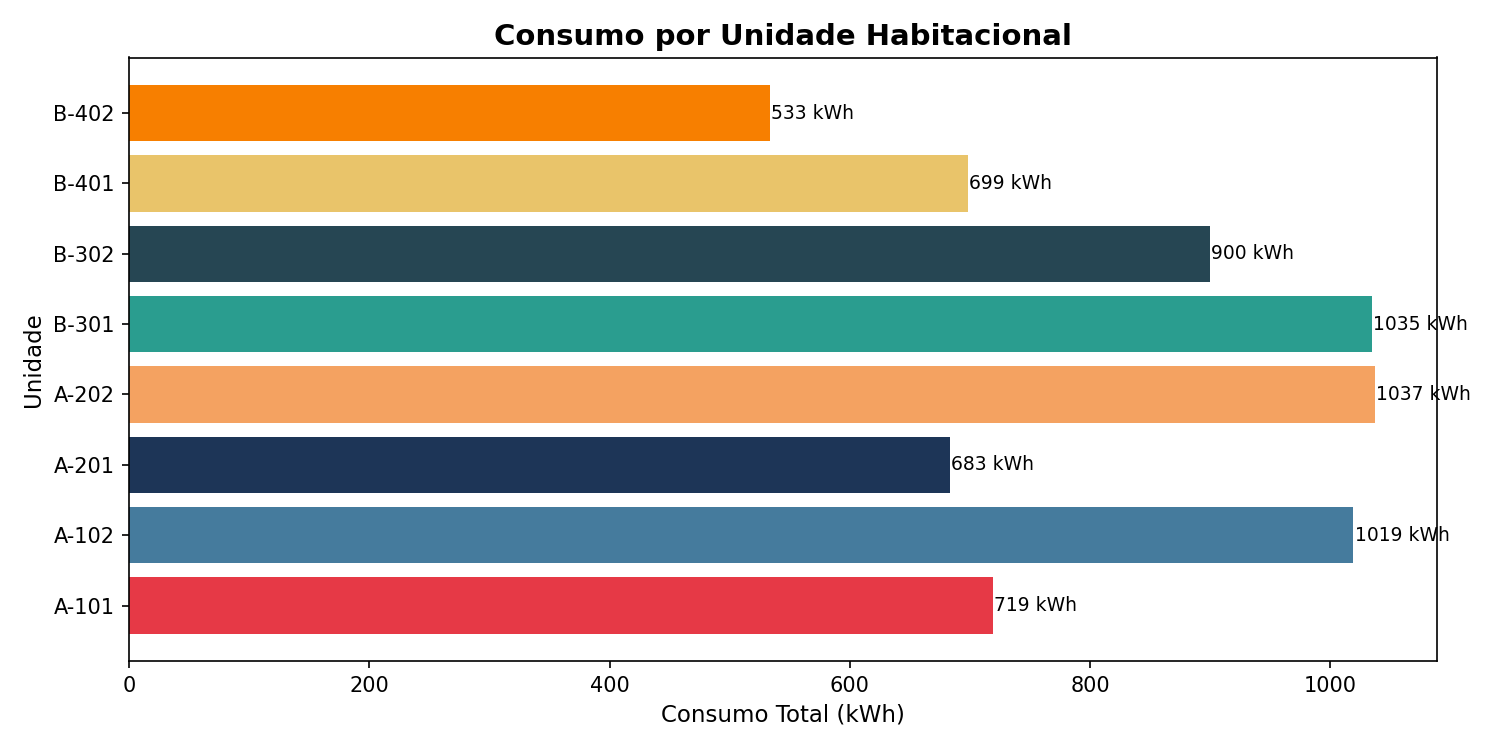 Consumo por Unidade Habitacional
B-402
533 kWh
B-401
699 kWh
B-302
900 kWh
B-301
1035 kWh
A-202
1037 kWh
A-201
683 kWh
A-102
1019 kWh
A-101
719 kWh
Unidade
0 200 400 600 800 1000
Consumo Total (kWh)